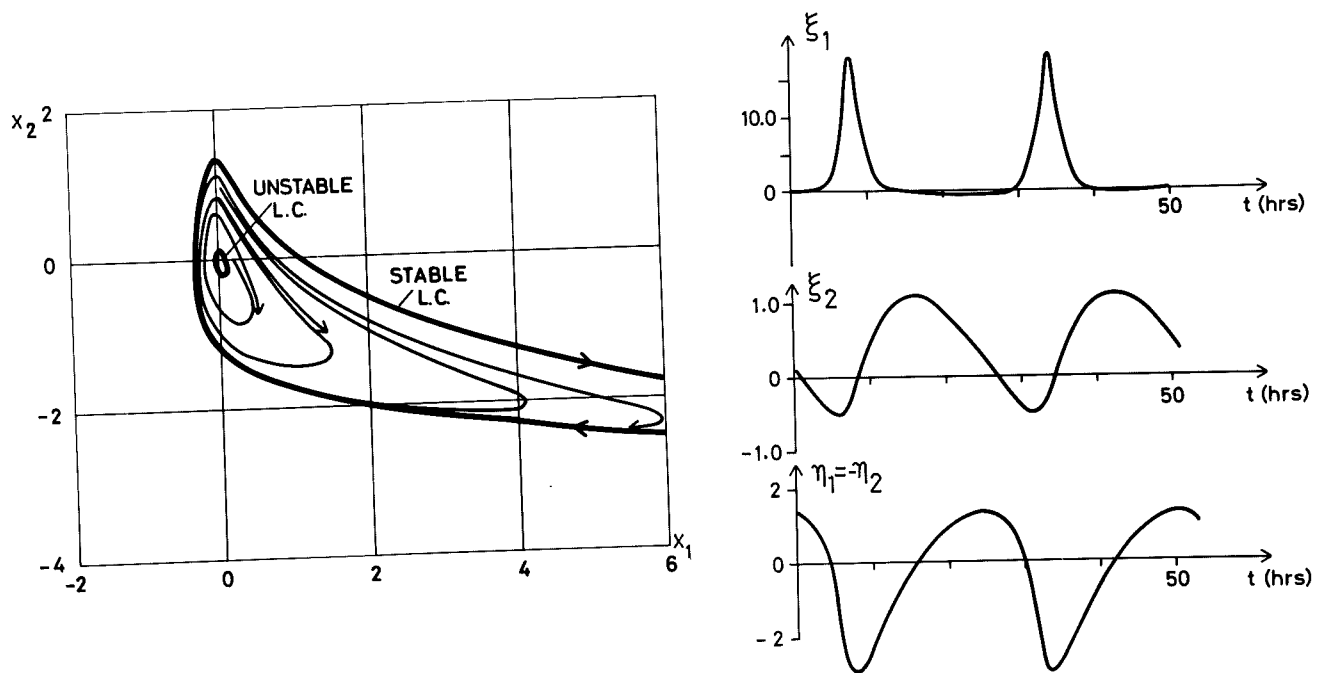 X₂ 2
0
-2
-4
-2
0
2
4
6
X₁
UNSTABLE
L.C.
STABLE
L.C.
ξ₁
10.0
0
50
t (hrs)
ξ₂
1.0
0
-1.0
50
t (hrs)
η₁=-η₂
2
0
-2
50
t (hrs)